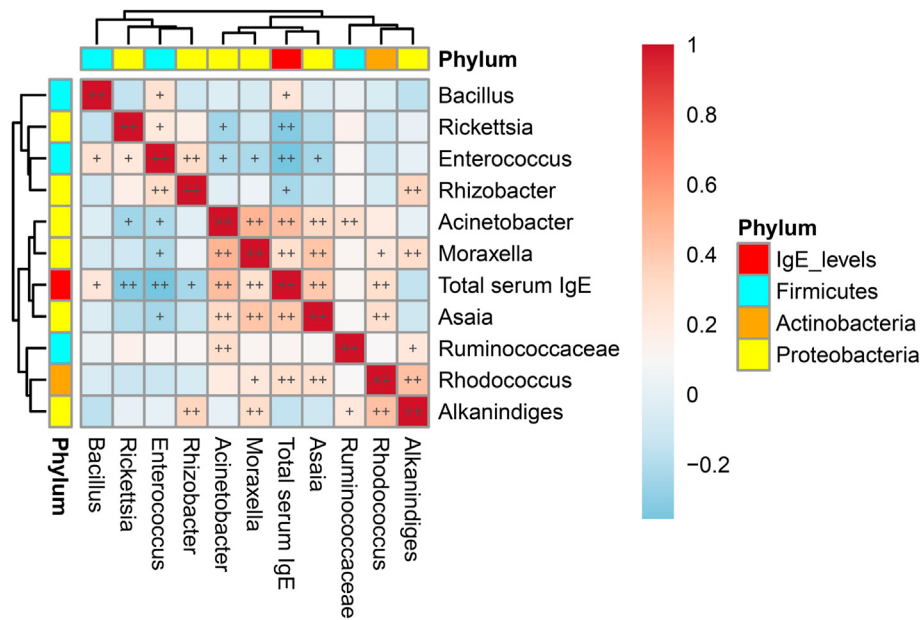 Phylum
Bacillus
Rickettsia
Enterococcus
Rhizobacter
Acinetobacter
Moraxella
Total serum IgE
Asaia
Ruminococcaceae
Rhodococcus
Alkanindiges
++ + +
++ + + ++
+ + ++ ++ + + ++ +
++ ++ + ++
+ + ++ ++ ++ ++ ++
+ ++ ++ ++ ++ + ++
+ ++ ++ + ++ ++ ++ ++ ++
+ ++ ++ ++ ++ ++
++ ++ +
+ ++ ++ ++ ++
++ ++ + ++ ++
Phylum
Bacillus
Rickettsia
Enterococcus
Rhizobacter
Acinetobacter
Moraxella
Total serum IgE
Asaia
Ruminococcaceae
Rhodococcus
Alkanindiges
1
0.8
0.6
0.4
0.2
0
−0.2
Phylum
IgE_levels
Firmicutes
Actinobacteria
Proteobacteria